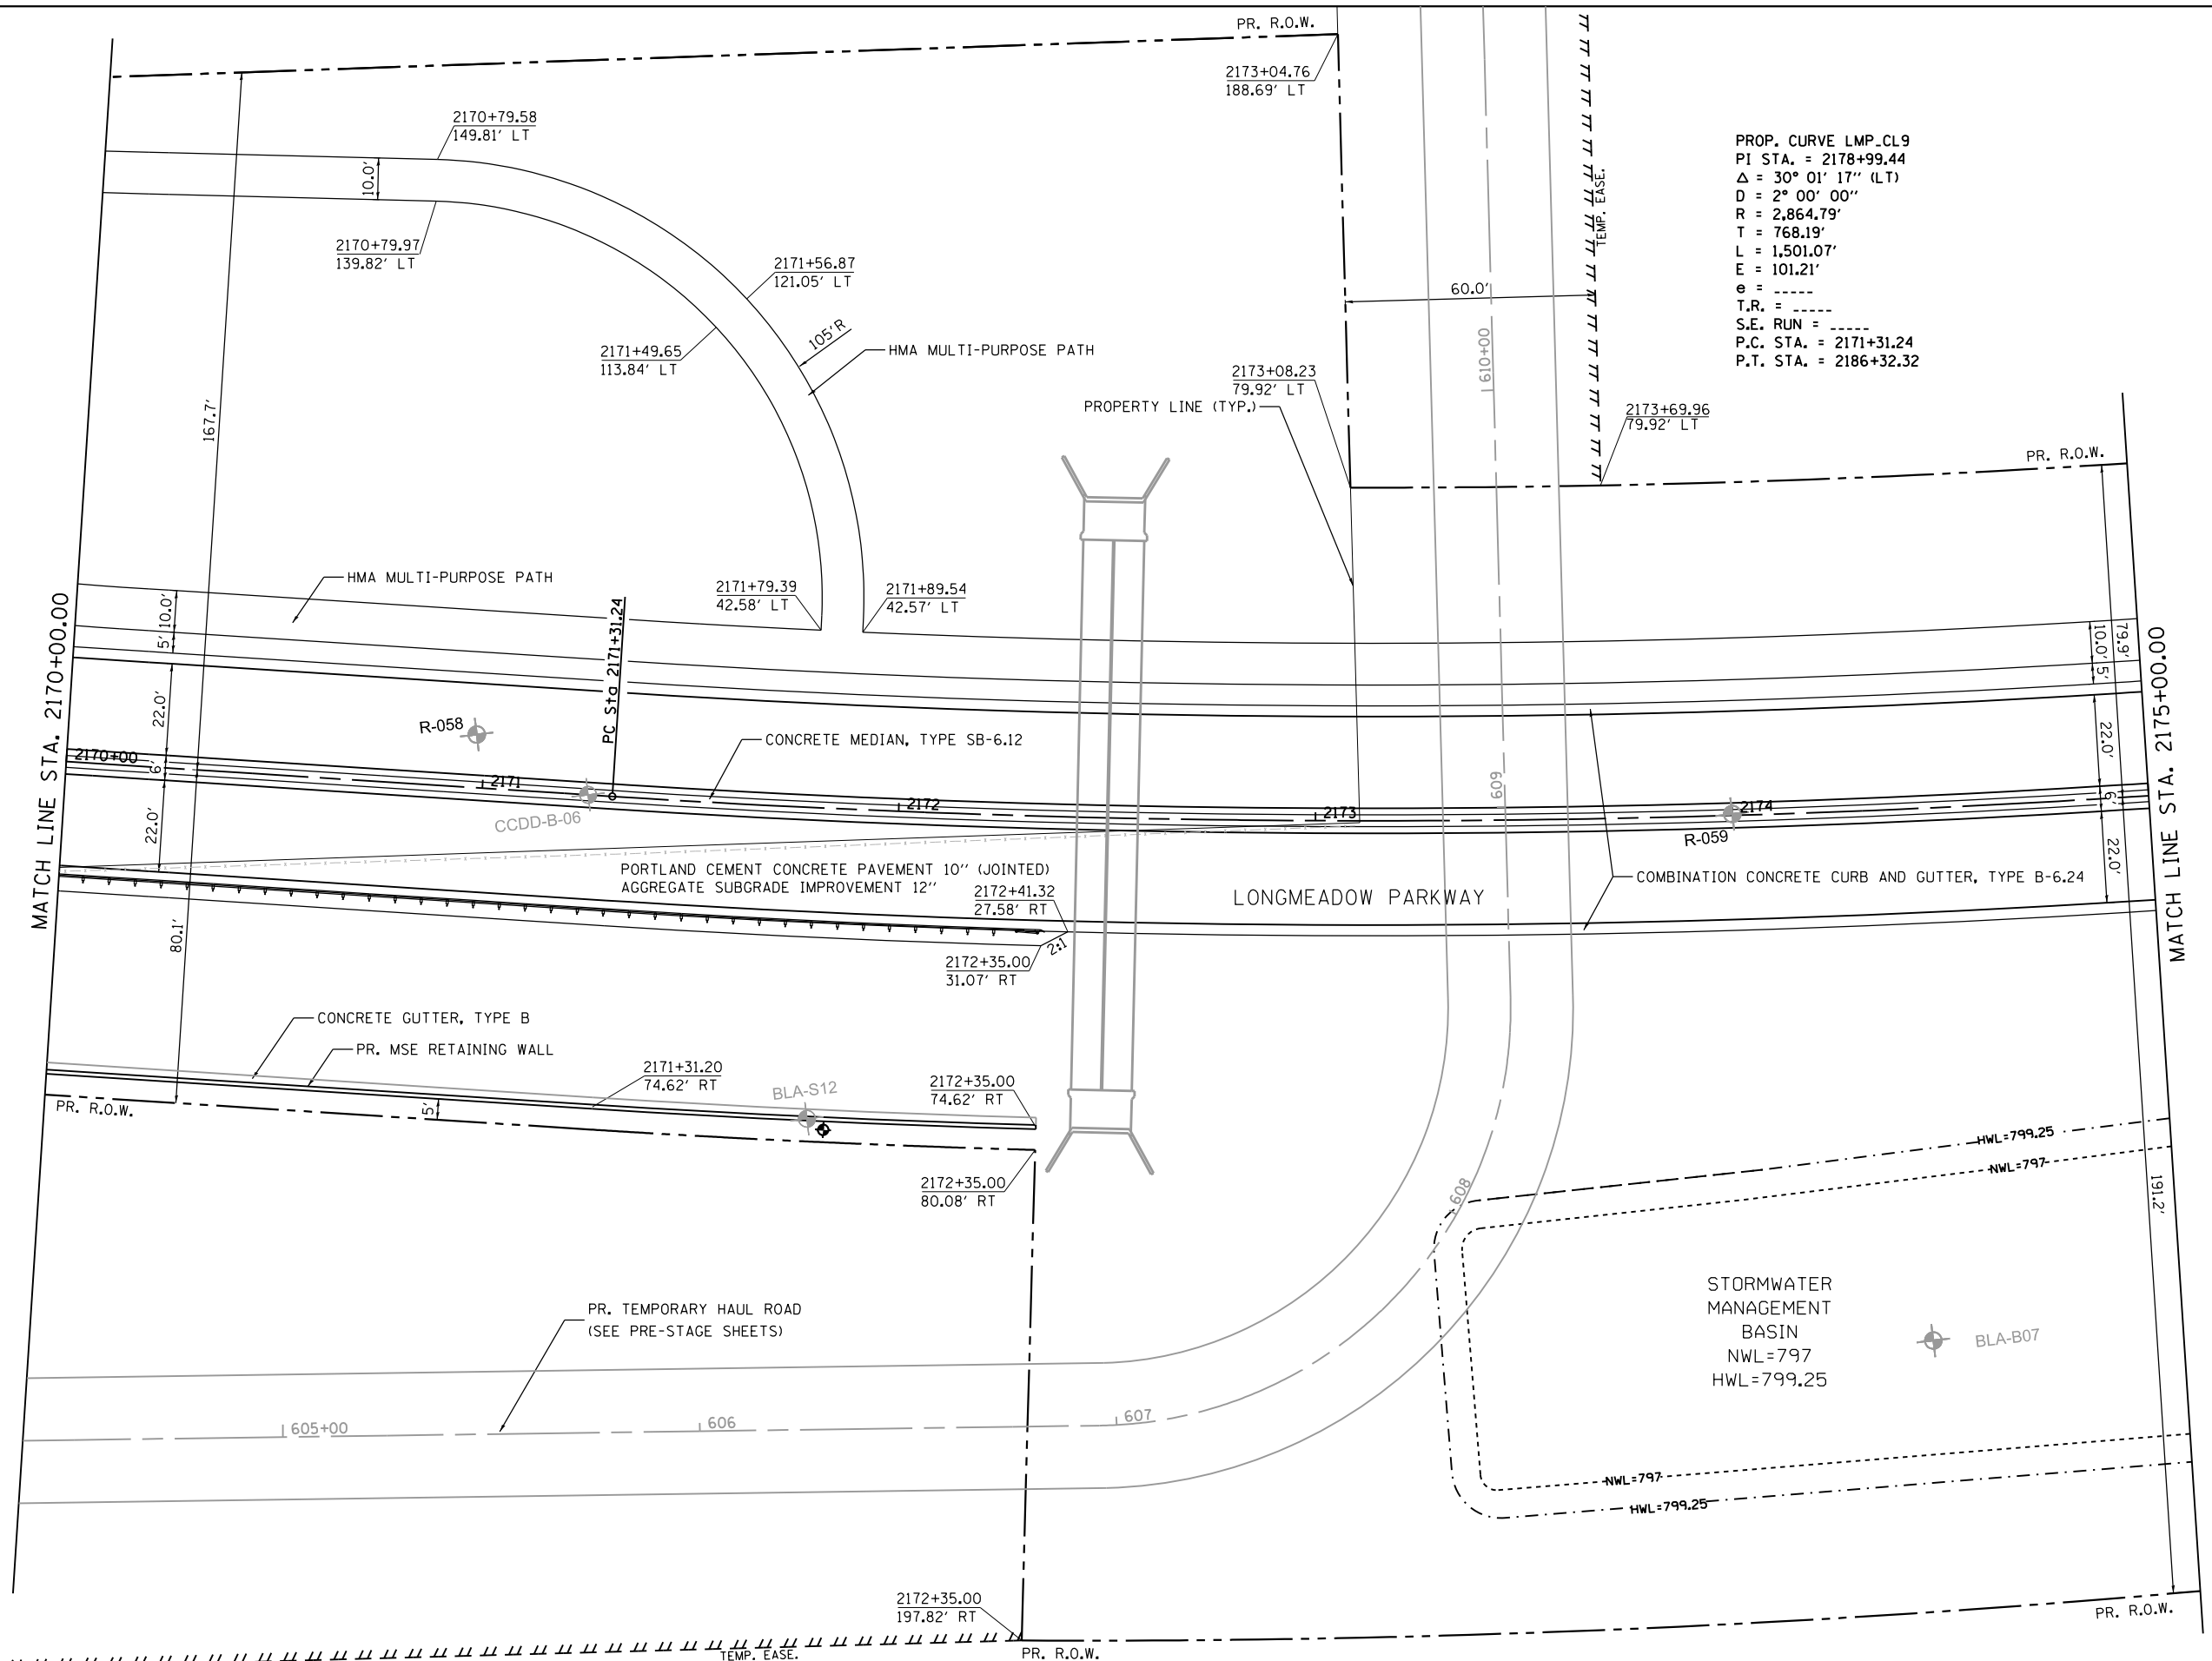 PR. R.O.W.
2173+04.76
188.69' LT
2170+79.58
149.81' LT
10.0'
2170+79.97
139.82' LT
2171+56.87
121.05' LT
105'R
2171+49.65
113.84' LT
HMA MULTI-PURPOSE PATH
167.7'
TEMP. EASE.
60.0'
610+00
PROP. CURVE LMP_CL9
PI STA. = 2178+99.44
Δ = 30° 01' 17'' (LT)
D = 2° 00' 00''
R = 2,864.79'
T = 768.19'
L = 1,501.07'
E = 101.21'
e = -----
T.R. = -----
S.E. RUN = -----
P.C. STA. = 2171+31.24
P.T. STA. = 2186+32.32
2173+08.23
79.92' LT
PROPERTY LINE (TYP.)
2173+69.96
79.92' LT
PR. R.O.W.
HMA MULTI-PURPOSE PATH
2171+79.39
42.58' LT
2171+89.54
42.57' LT
10.0'
5'
22.0'
6'
22.0'
80.1'
MATCH LINE STA. 2170+00.00
PC Sta 2171+31.24
R-058
CONCRETE MEDIAN, TYPE SB-6.12
2170+00
2171
2172
2173
2174
609
CCDD-B-06
R-059
10.0'
5'
79.9'
22.0'
6'
22.0'
MATCH LINE STA. 2175+00.00
PORTLAND CEMENT CONCRETE PAVEMENT 10'' (JOINTED)
AGGREGATE SUBGRADE IMPROVEMENT 12''
2172+41.32
27.58' RT
LONGMEADOW PARKWAY
COMBINATION CONCRETE CURB AND GUTTER, TYPE B-6.24
2:1
2172+35.00
31.07' RT
CONCRETE GUTTER, TYPE B
PR. MSE RETAINING WALL
2171+31.20
74.62' RT
BLA-S12
2172+35.00
74.62' RT
PR. R.O.W.
5'
2172+35.00
80.08' RT
608
HWL=799.25
NWL=797
191.2'
STORMWATER
MANAGEMENT
BASIN
NWL=797
HWL=799.25
BLA-B07
PR. TEMPORARY HAUL ROAD
(SEE PRE-STAGE SHEETS)
605+00
606
607
NWL=797
HWL=799.25
2172+35.00
197.82' RT
TEMP. EASE.
PR. R.O.W.
PR. R.O.W.